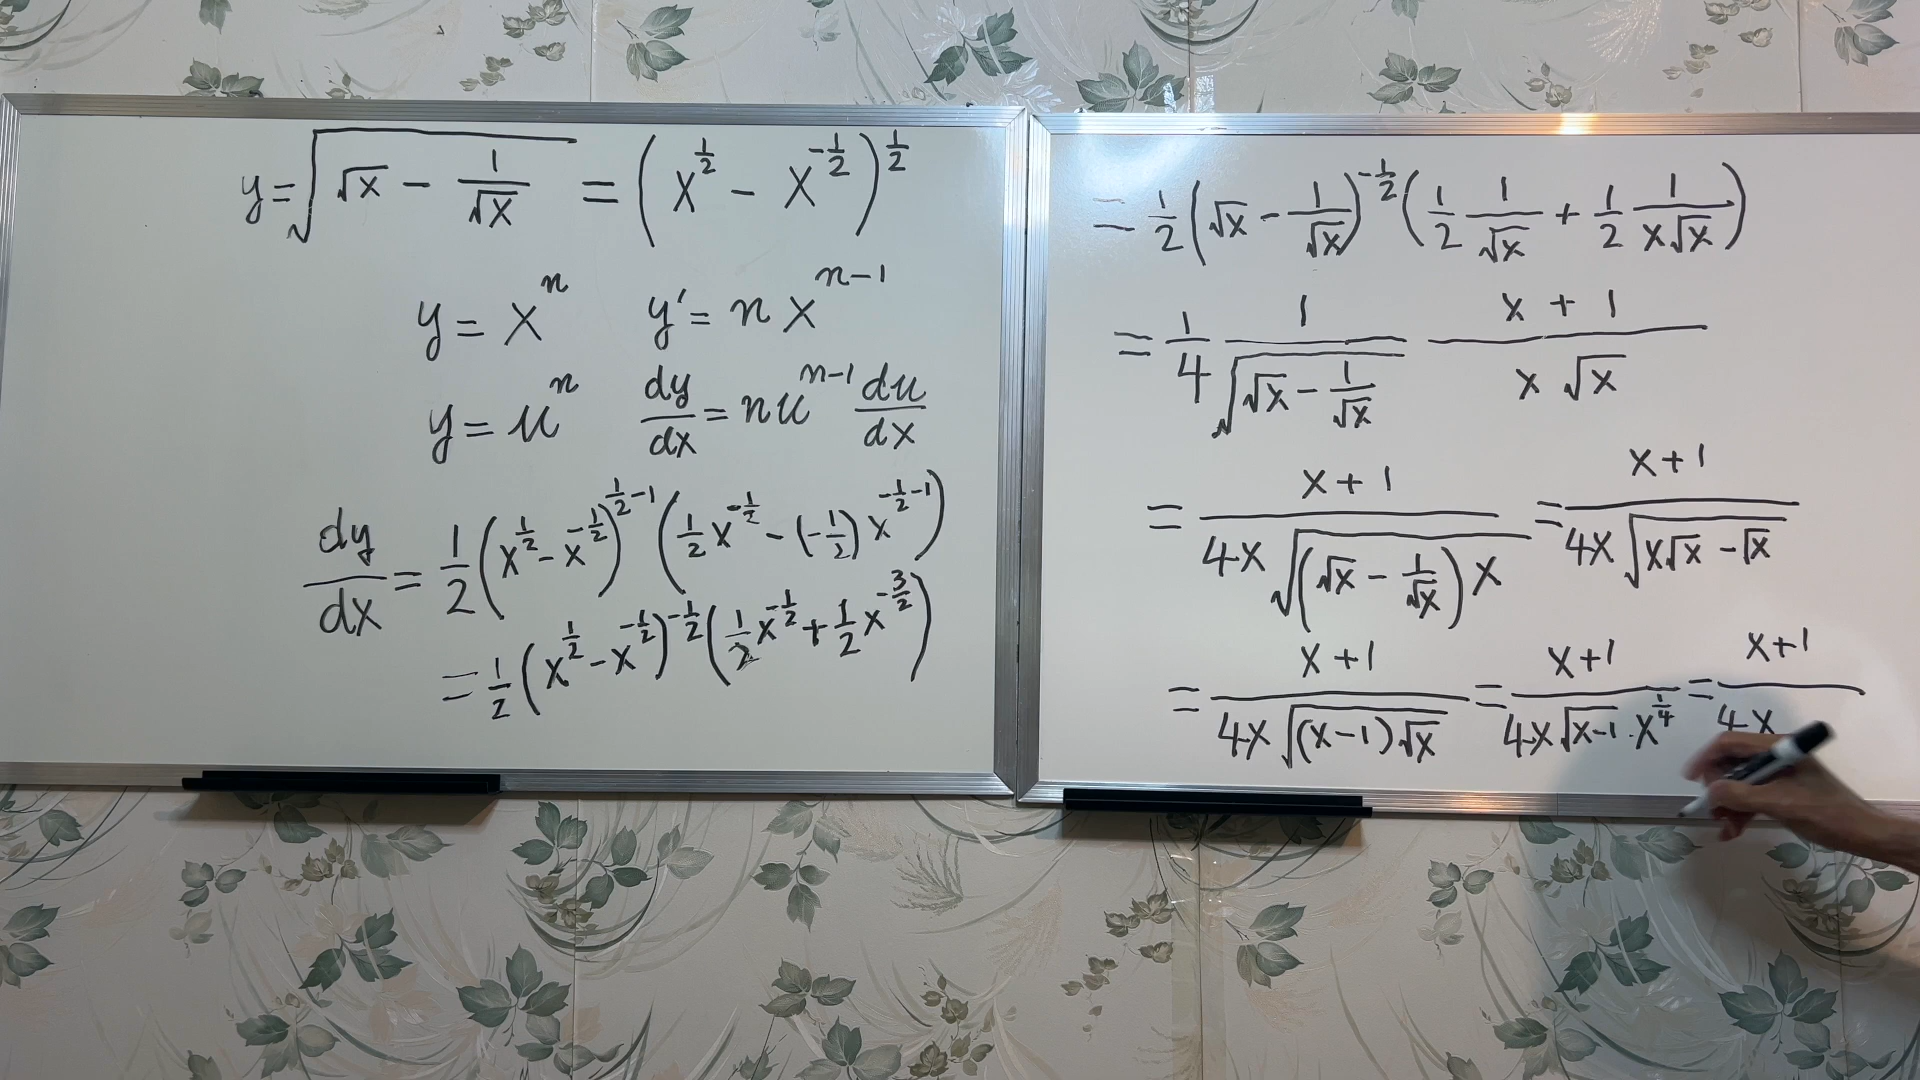 y = √(√x − 1/√x) = (x^(1/2) − x^(−1/2))^(1/2)
y = x^n y' = n x^(n−1)
y = u^n dy/dx = n u^(n−1) du/dx
dy/dx = 1/2 (x^(1/2) − x^(−1/2))^(1/2 −1) (1/2 x^(−1/2) − (−1/2) x^(−1/2 −1))
= 1/2 (x^(1/2) − x^(−1/2))^(−1/2) (1/2 x^(−1/2) + 1/2 x^(−3/2))
= 1/2 (√x − 1/√x)^(−1/2) (1/2 1/√x + 1/2 1/(x√x))
= 1/4 1/√(√x − 1/√x) (x + 1)/(x √x)
= (x + 1)/(4x √((√x − 1/√x) x)) = (x + 1)/(4x √(x√x − √x))
= (x + 1)/(4x √((x − 1)√x)) = (x + 1)/(4x √(x−1) · x^(1/4)) = (x + 1)/(4x